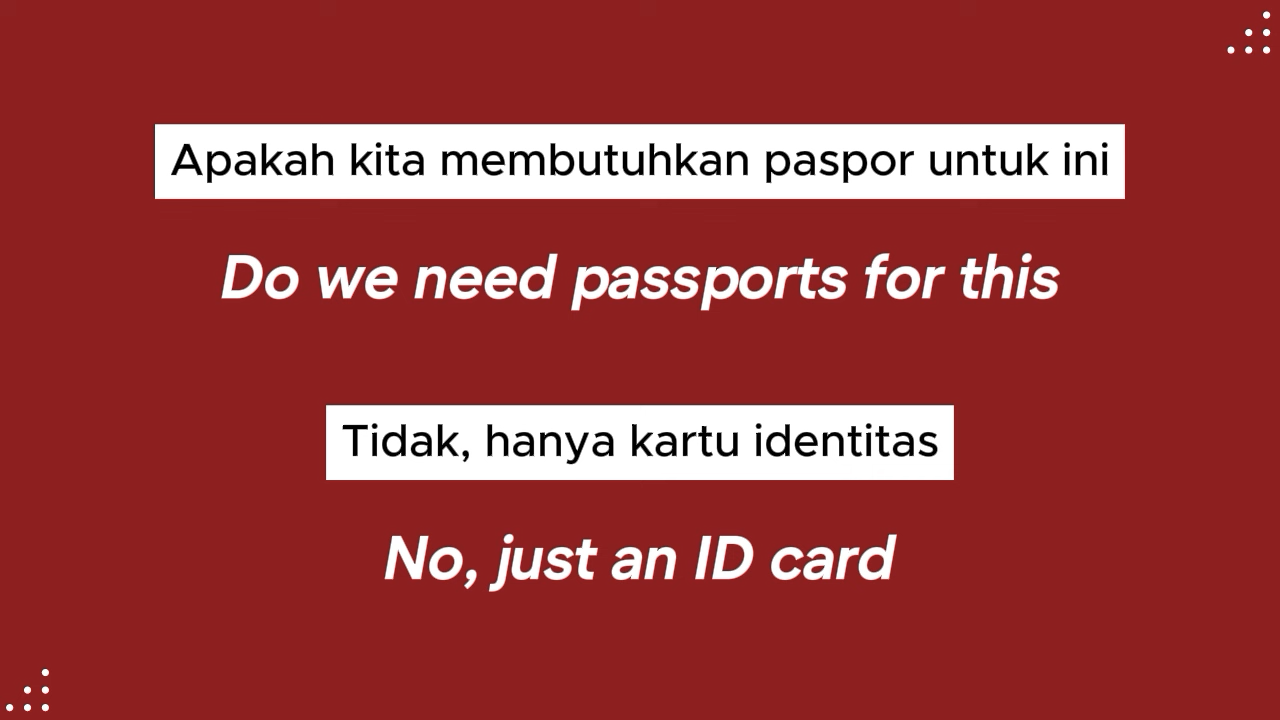 Apakah kita membutuhkan paspor untuk ini
Do we need passports for this
Tidak, hanya kartu identitas
No, just an ID card